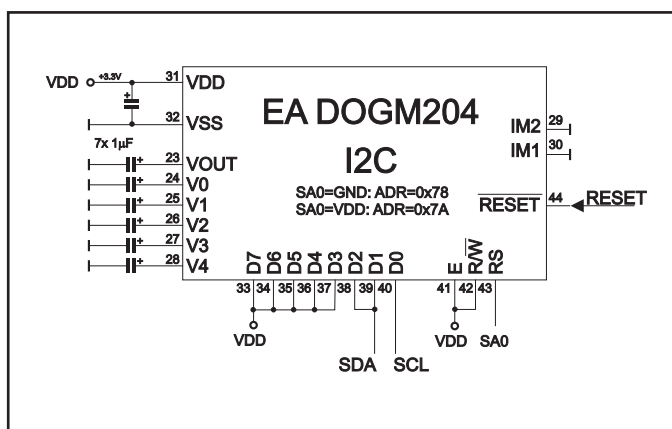 VDD +3.3V 31 VDD
32 VSS
7x 1µF
23 VOUT
24 V0
25 V1
26 V2
27 V3
28 V4
EA DOGM204
I2C
SA0=GND: ADR=0x78
SA0=VDD: ADR=0x7A
IM2 29
IM1 30
RESET 44 RESET
D7 D6 D5 D4 D3 D2 D1 D0 E R/W RS
33 34 35 36 37 38 39 40 41 42 43
VDD VDD SA0
SDA SCL